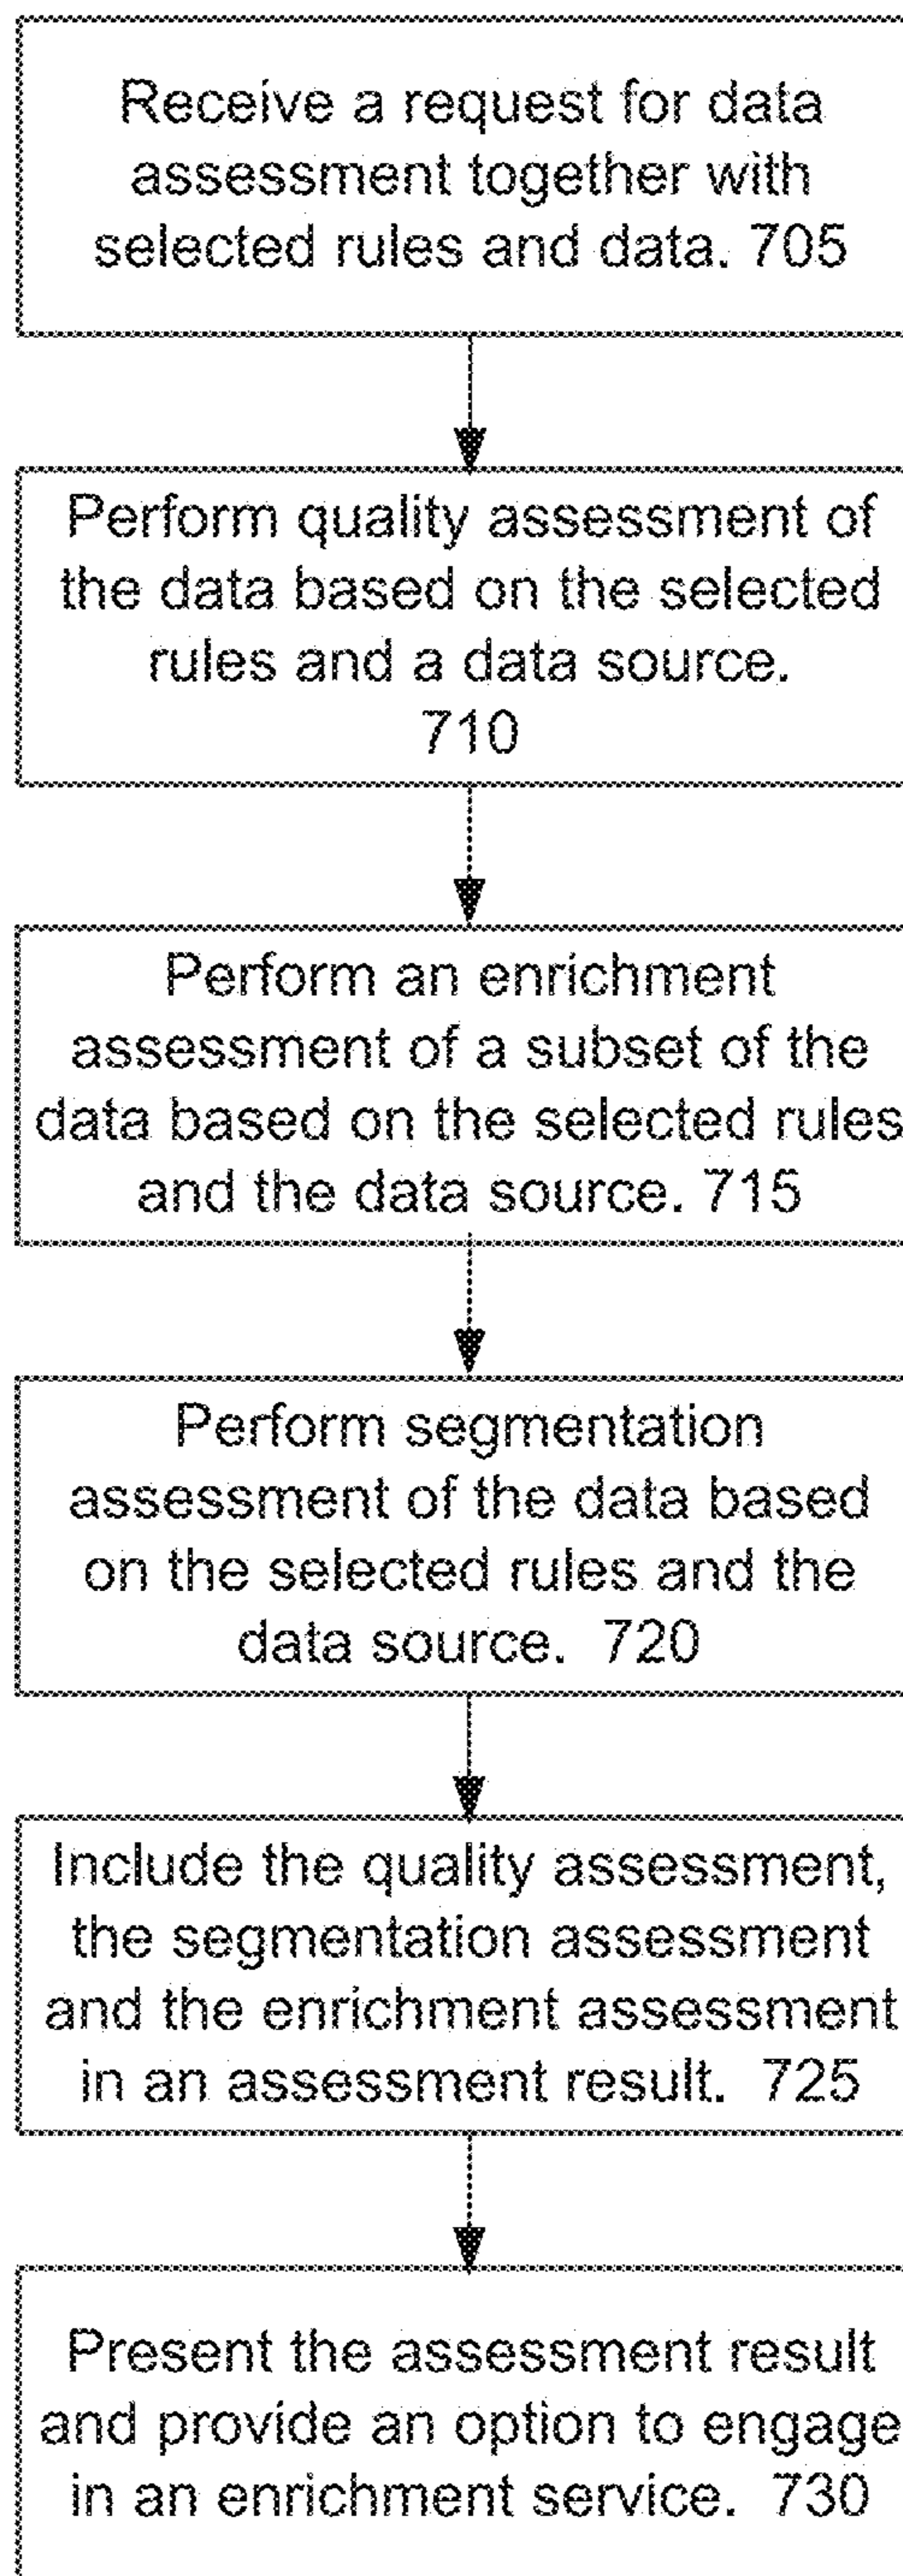 Receive a request for data
assessment together with
selected rules and data. 705
Perform quality assessment of
the data based on the selected
rules and a data source.
710
Perform an enrichment
assessment of a subset of the
data based on the selected rules
and the data source. 715
Perform segmentation
assessment of the data based
on the selected rules and the
data source. 720
Include the quality assessment,
the segmentation assessment
and the enrichment assessment
in an assessment result. 725
Present the assessment result
and provide an option to engage
in an enrichment service. 730